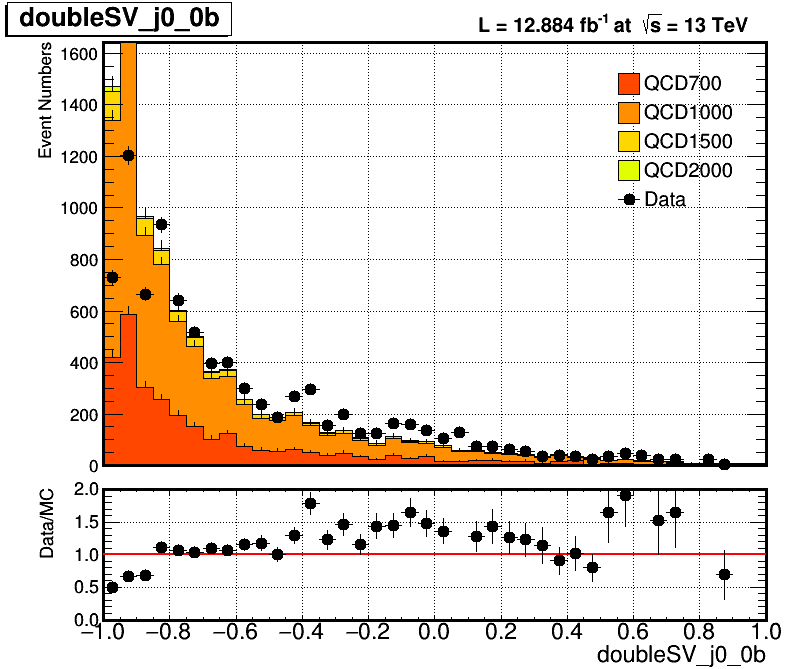 doubleSV_j0_0b
L = 12.884 fb-1 at √s = 13 TeV
Event Numbers
1600
1400
1200
1000
800
600
400
200
0
QCD700
QCD1000
QCD1500
QCD2000
Data
Data/MC
2.0
1.5
1.0
0.5
0.0
−1.0 −0.8 −0.6 −0.4 −0.2 0.0 0.2 0.4 0.6 0.8 1.0
doubleSV_j0_0b